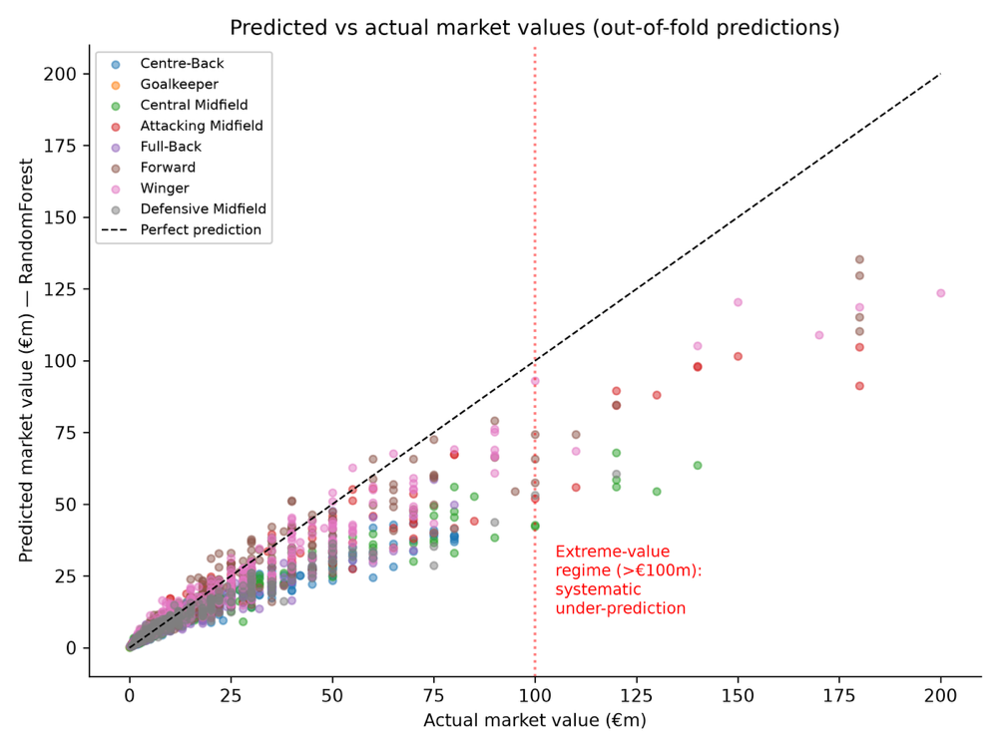 Predicted vs actual market values (out-of-fold predictions)
Centre-Back
Goalkeeper
Central Midfield
Attacking Midfield
Full-Back
Forward
Winger
Defensive Midfield
Perfect prediction
Predicted market value (€m) — RandomForest
200
175
150
125
100
75
50
25
0
Extreme-value
regime (>€100m):
systematic
under-prediction
0
25
50
75
100
125
150
175
200
Actual market value (€m)